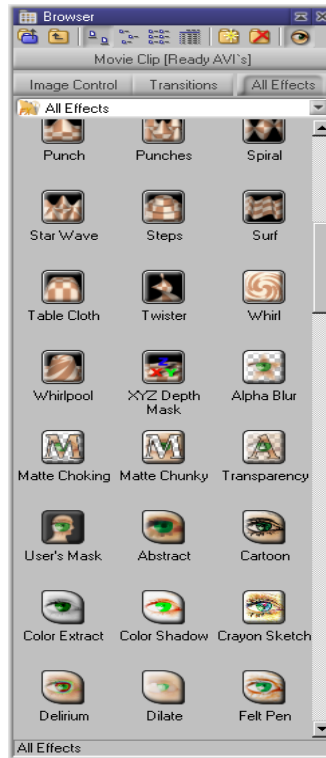 Browser
Movie Clip [Ready AVI`s]
Image Control Transitions All Effects
All Effects
Punch Punches Spiral
Star Wave Steps Surf
Table Cloth Twister Whirl
Whirlpool XYZ Depth Mask Alpha Blur
Matte Choking Matte Chunky Transparency
User's Mask Abstract Cartoon
Color Extract Color Shadow Crayon Sketch
Delirium Dilate Felt Pen
All Effects